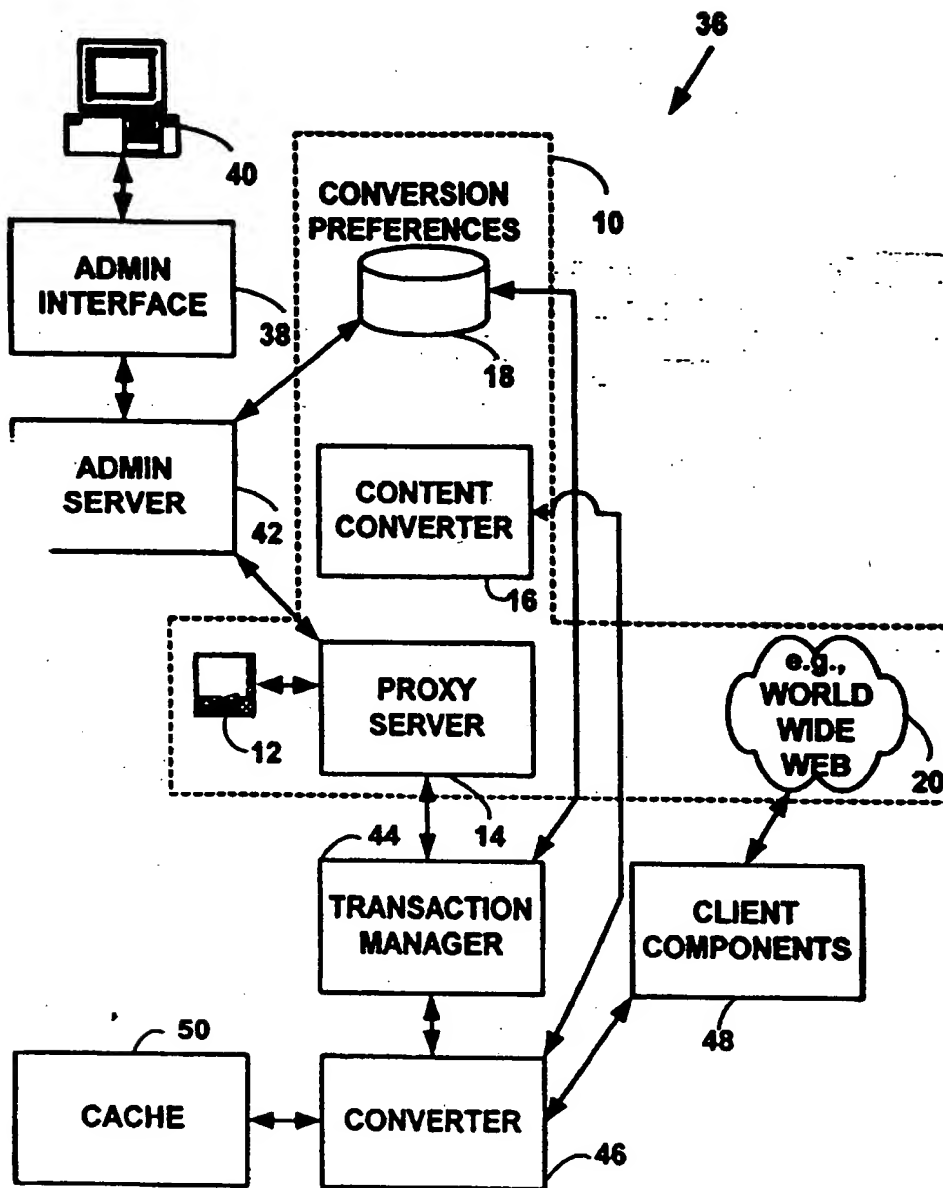 36
40
CONVERSION
PREFERENCES
10
ADMIN
INTERFACE
38
18
ADMIN
SERVER
42
CONTENT
CONVERTER
16
e.g.,
WORLD
WIDE
WEB
20
PROXY
SERVER
12
14
44
TRANSACTION
MANAGER
CLIENT
COMPONENTS
48
50
CACHE
CONVERTER
46